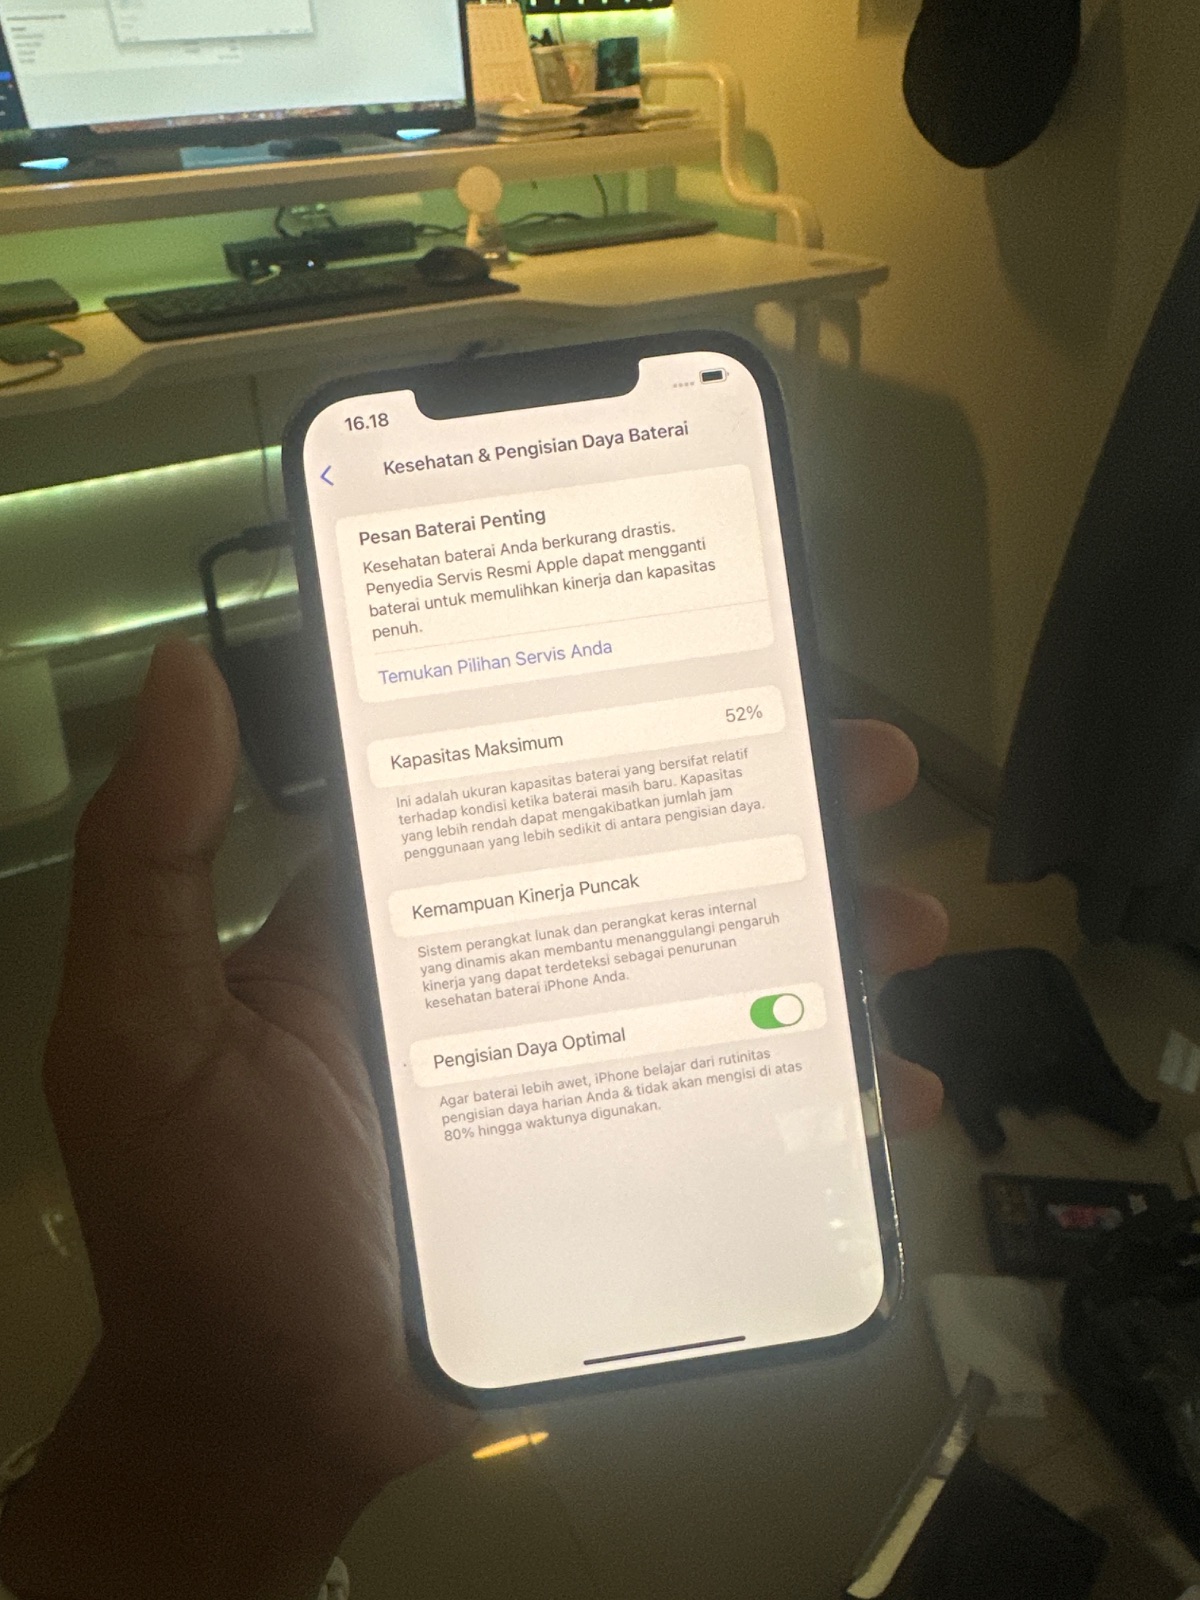 16.18
Kesehatan & Pengisian Daya Baterai
Pesan Baterai Penting
Kesehatan baterai Anda berkurang drastis.
Penyedia Servis Resmi Apple dapat mengganti
baterai untuk memulihkan kinerja dan kapasitas
penuh.
Temukan Pilihan Servis Anda
Kapasitas Maksimum 52%
Ini adalah ukuran kapasitas baterai yang bersifat relatif
terhadap kondisi ketika baterai masih baru. Kapasitas
yang lebih rendah dapat mengakibatkan jumlah jam
penggunaan yang lebih sedikit di antara pengisian daya.
Kemampuan Kinerja Puncak
Sistem perangkat lunak dan perangkat keras internal
yang dinamis akan membantu menanggulangi pengaruh
kinerja yang dapat terdeteksi sebagai penurunan
kesehatan baterai iPhone Anda.
Pengisian Daya Optimal
Agar baterai lebih awet, iPhone belajar dari rutinitas
pengisian daya harian Anda & tidak akan mengisi di atas
80% hingga waktunya digunakan.